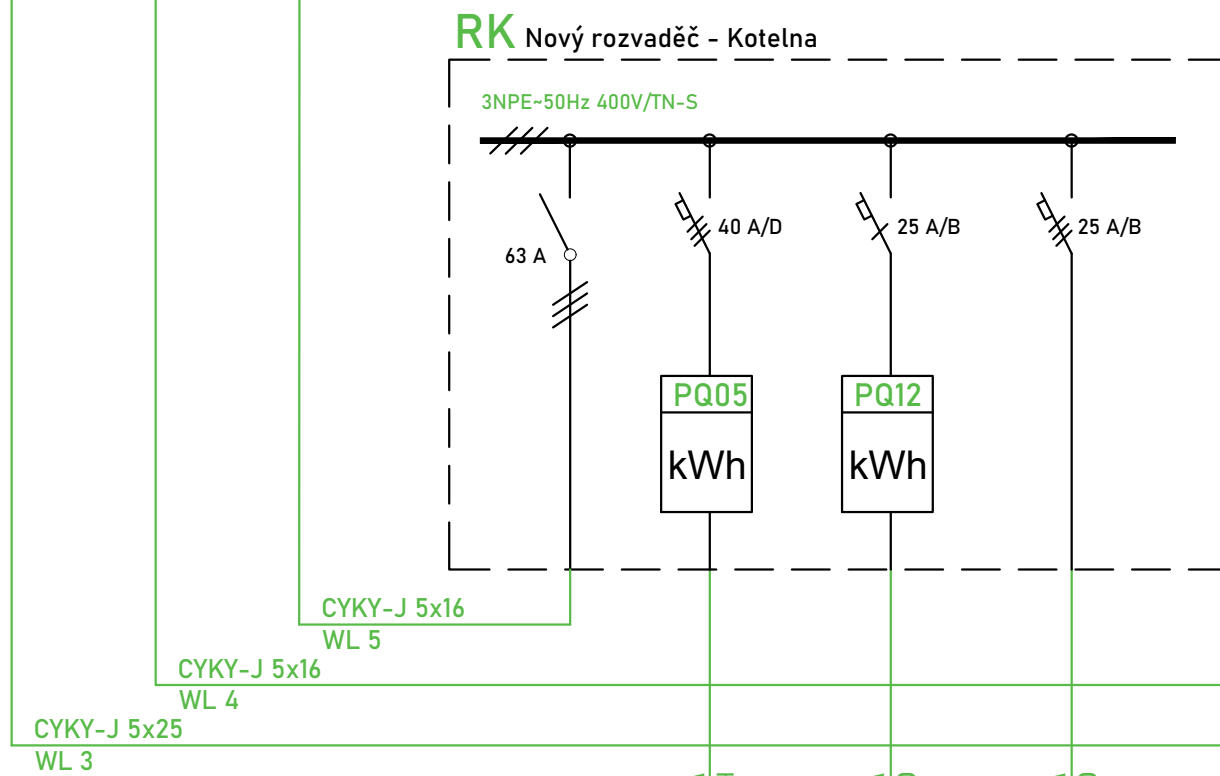 RK Nový rozvaděč - Kotelna
3NPE~50Hz 400V/TN-S
63 A
40 A/D
25 A/B
25 A/B
PQ05
PQ12
kWh
kWh
CYKY-J 5x16
WL 5
CYKY-J 5x16
WL 4
CYKY-J 5x25
WL 3